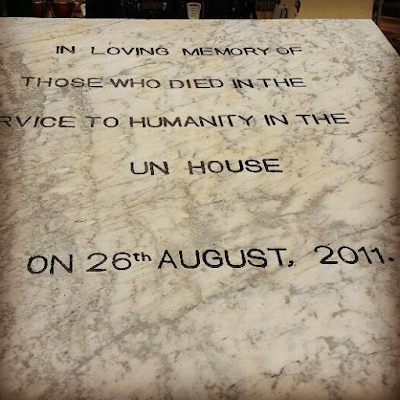 IN LOVING MEMORY OF
THOSE WHO DIED IN THE
RVICE TO HUMANITY IN THE
UN HOUSE
ON 26th AUGUST, 2011.